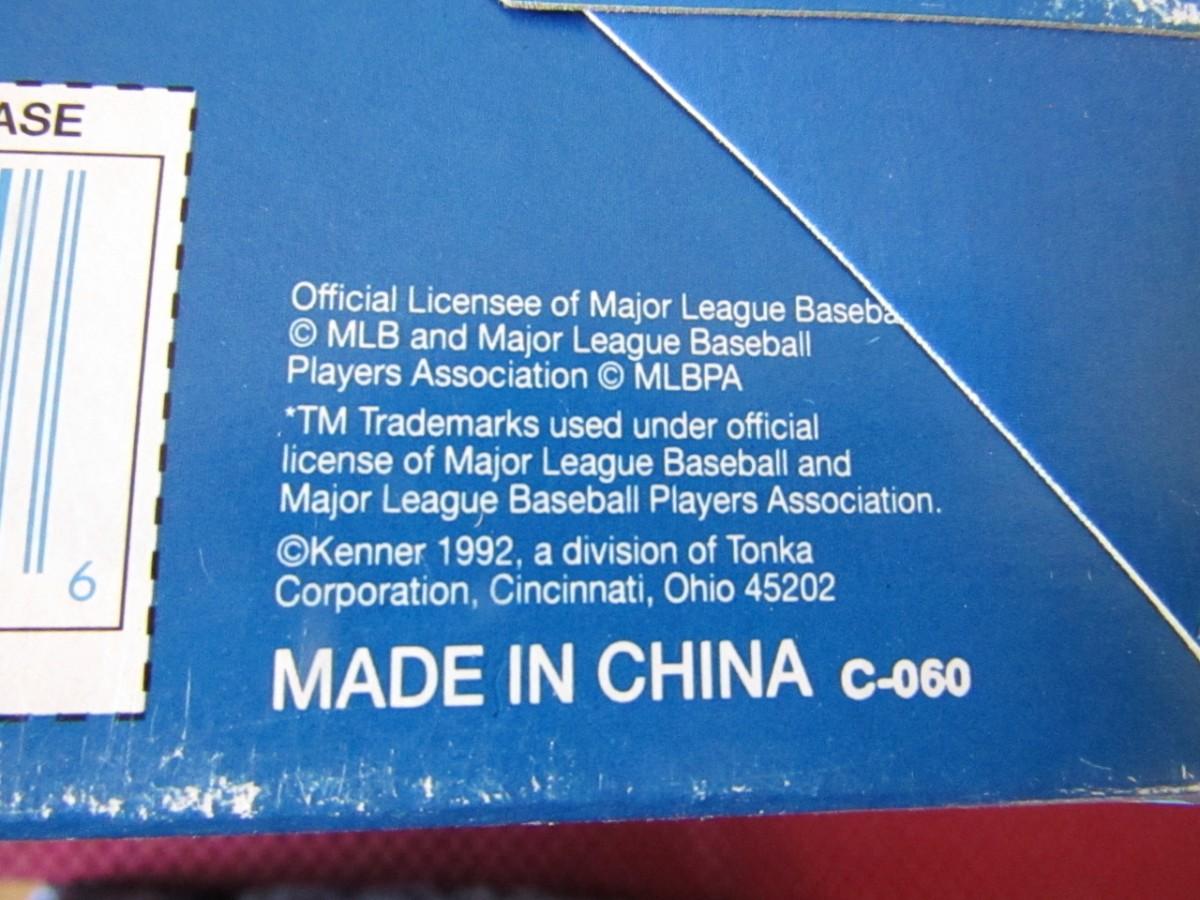 ASE
6
Official Licensee of Major League Baseba
© MLB and Major League Baseball
Players Association © MLBPA
*TM Trademarks used under official
license of Major League Baseball and
Major League Baseball Players Association.
©Kenner 1992, a division of Tonka
Corporation, Cincinnati, Ohio 45202
MADE IN CHINA C-060